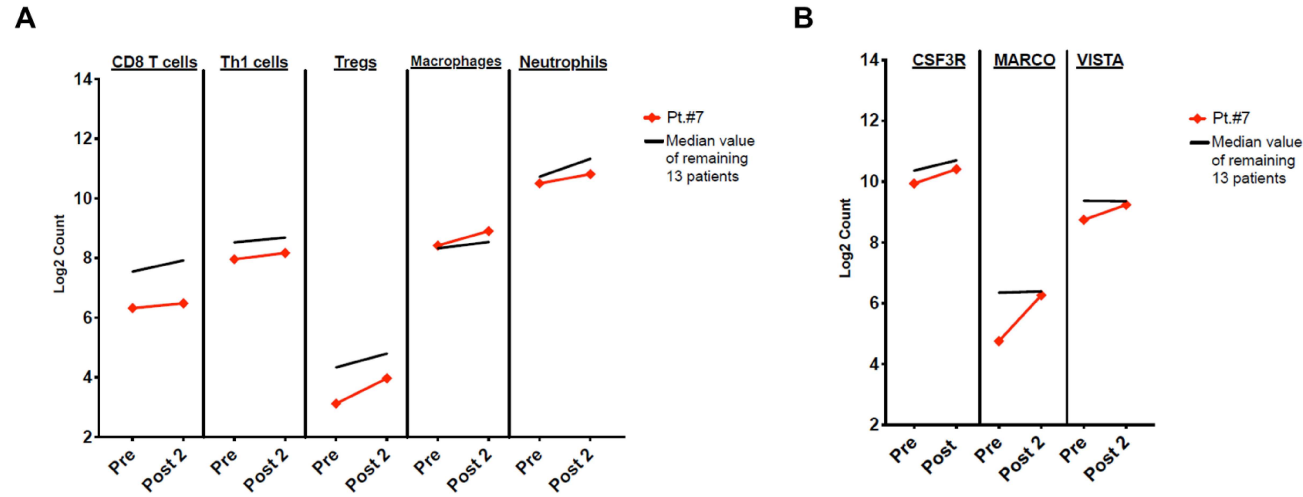 A
CD8 T cells Th1 cells Tregs Macrophages Neutrophils
14
12
10
8
6
4
2
Log2 Count
Pre Post 2 Pre Post 2 Pre Post 2 Pre Post 2 Pre Post 2
Pt.#7
Median value
of remaining
13 patients
B
CSF3R MARCO VISTA
14
12
10
8
6
4
2
Log2 Count
Pre Post Pre Post 2 Pre Post 2
Pt.#7
Median value
of remaining
13 patients